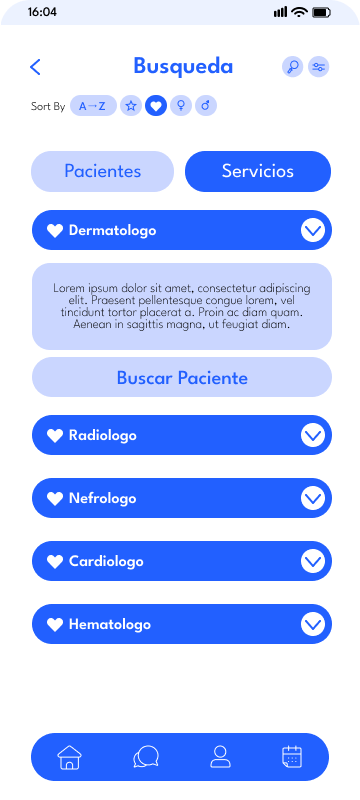 16:04
Busqueda
Sort By A→Z
Pacientes Servicios
Dermatologo
Lorem ipsum dolor sit amet, consectetur adipiscing
elit. Praesent pellentesque congue lorem, vel
tincidunt tortor placerat a. Proin ac diam quam.
Aenean in sagittis magna, ut feugiat diam.
Buscar Paciente
Radiologo
Nefrologo
Cardiologo
Hematologo